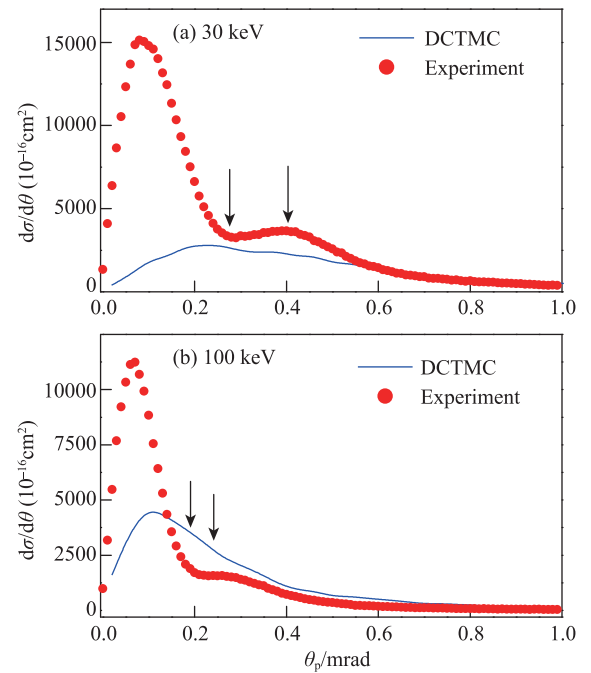 (a) 30 keV
DCTMC
Experiment
15000
10000
5000
0
dσ/dθ (10⁻¹⁶cm²)
0.0 0.2 0.4 0.6 0.8 1.0
(b) 100 keV
DCTMC
Experiment
10000
7500
5000
2500
0
dσ/dθ (10⁻¹⁶cm²)
0.0 0.2 0.4 0.6 0.8 1.0
θₚ/mrad